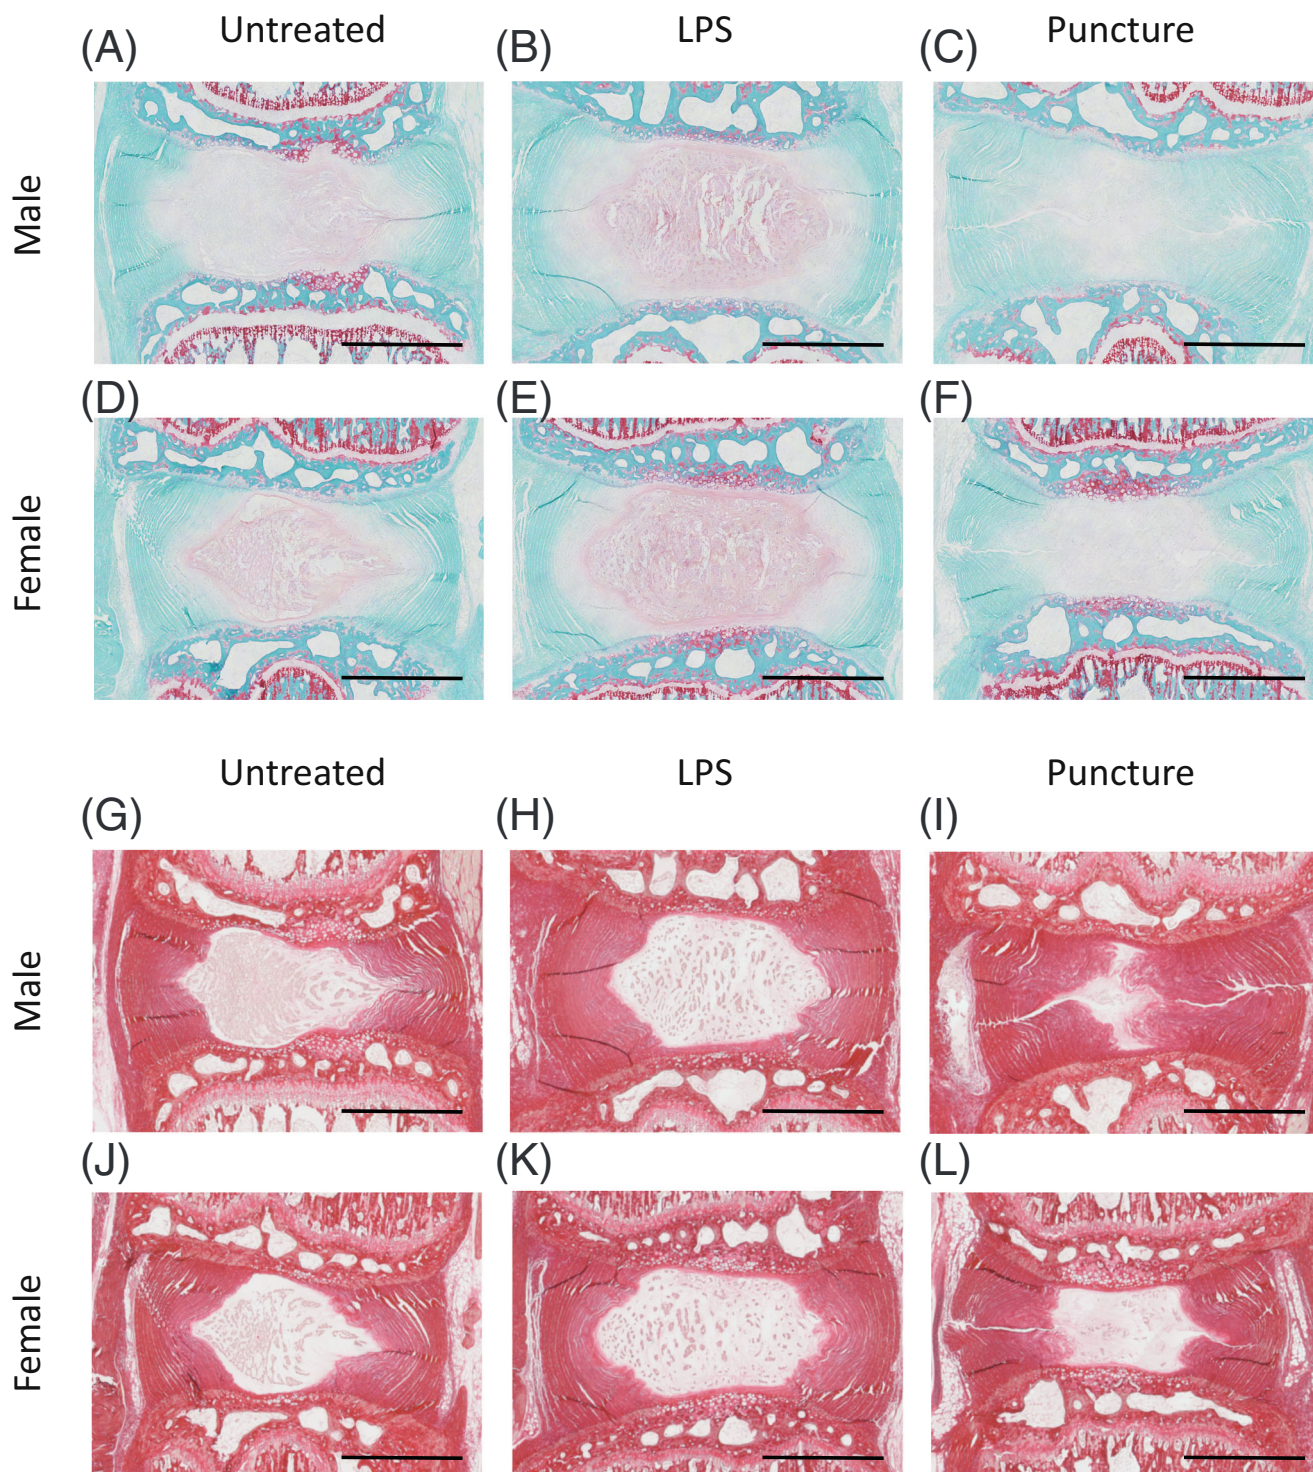 Untreated LPS Puncture
(A) (B) (C)
Male
(D) (E) (F)
Female
Untreated LPS Puncture
(G) (H) (I)
Male
(J) (K) (L)
Female